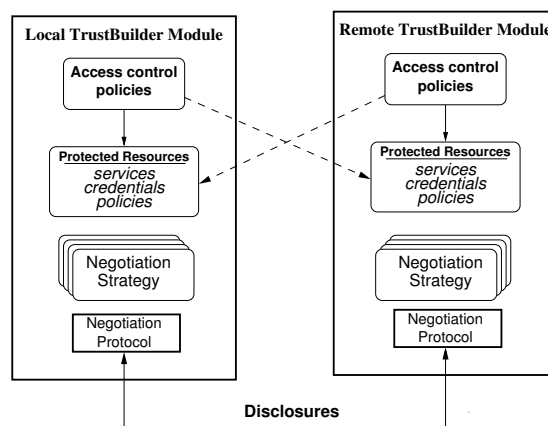 Local TrustBuilder Module
Access control
policies
Protected Resources
services
credentials
policies
Negotiation
Strategy
Negotiation
Protocol
Remote TrustBuilder Module
Access control
policies
Protected Resources
services
credentials
policies
Negotiation
Strategy
Negotiation
Protocol
Disclosures